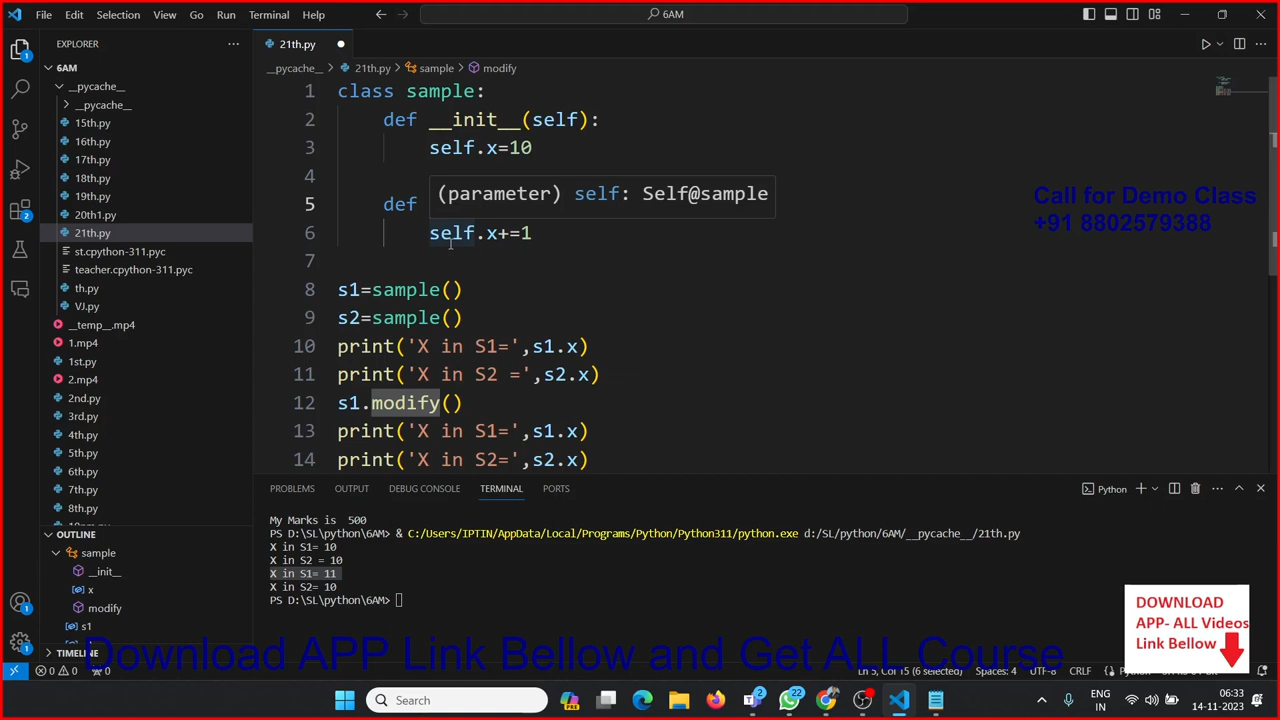 File Edit Selection View Go Run Terminal Help 6AM
EXPLORER
21th.py
6AM
__pycache__ > 21th.py > sample > modify
__pycache__
__pycache__
15th.py
16th.py
17th.py
18th.py
19th.py
20th1.py
21th.py
st.cpython-311.pyc
teacher.cpython-311.pyc
th.py
VJ.py
__temp__.mp4
1.mp4
1st.py
2.mp4
2nd.py
3rd.py
4th.py
5th.py
6th.py
7th.py
8th.py
OUTLINE
sample
__init__
x
modify
s1
TIMELINE
1 class sample:
2 def __init__(self):
3 self.x=10
4
(parameter) self: Self@sample
5 def
6 self.x+=1
7
8 s1=sample()
9 s2=sample()
10 print('X in S1=',s1.x)
11 print('X in S2 =',s2.x)
12 s1.modify()
13 print('X in S1=',s1.x)
14 print('X in S2=',s2.x)
Call for Demo Class
+91 8802579388
PROBLEMS OUTPUT DEBUG CONSOLE TERMINAL PORTS Python
My Marks is 500
PS D:\SL\python\6AM> & C:/Users/IPTIN/AppData/Local/Programs/Python/Python311/python.exe d:/SL/python/6AM/__pycache__/21th.py
X in S1= 10
X in S2 = 10
X in S1= 11
X in S2= 10
PS D:\SL\python\6AM>
DOWNLOAD
APP- ALL Videos
Link Bellow
Download APP Link Bellow and Get ALL Course
0 0 0 Ln 5, Col 15 (6 selected) Spaces: 4 UTF-8 CRLF
Search
ENG
IN
06:33
14-11-2023